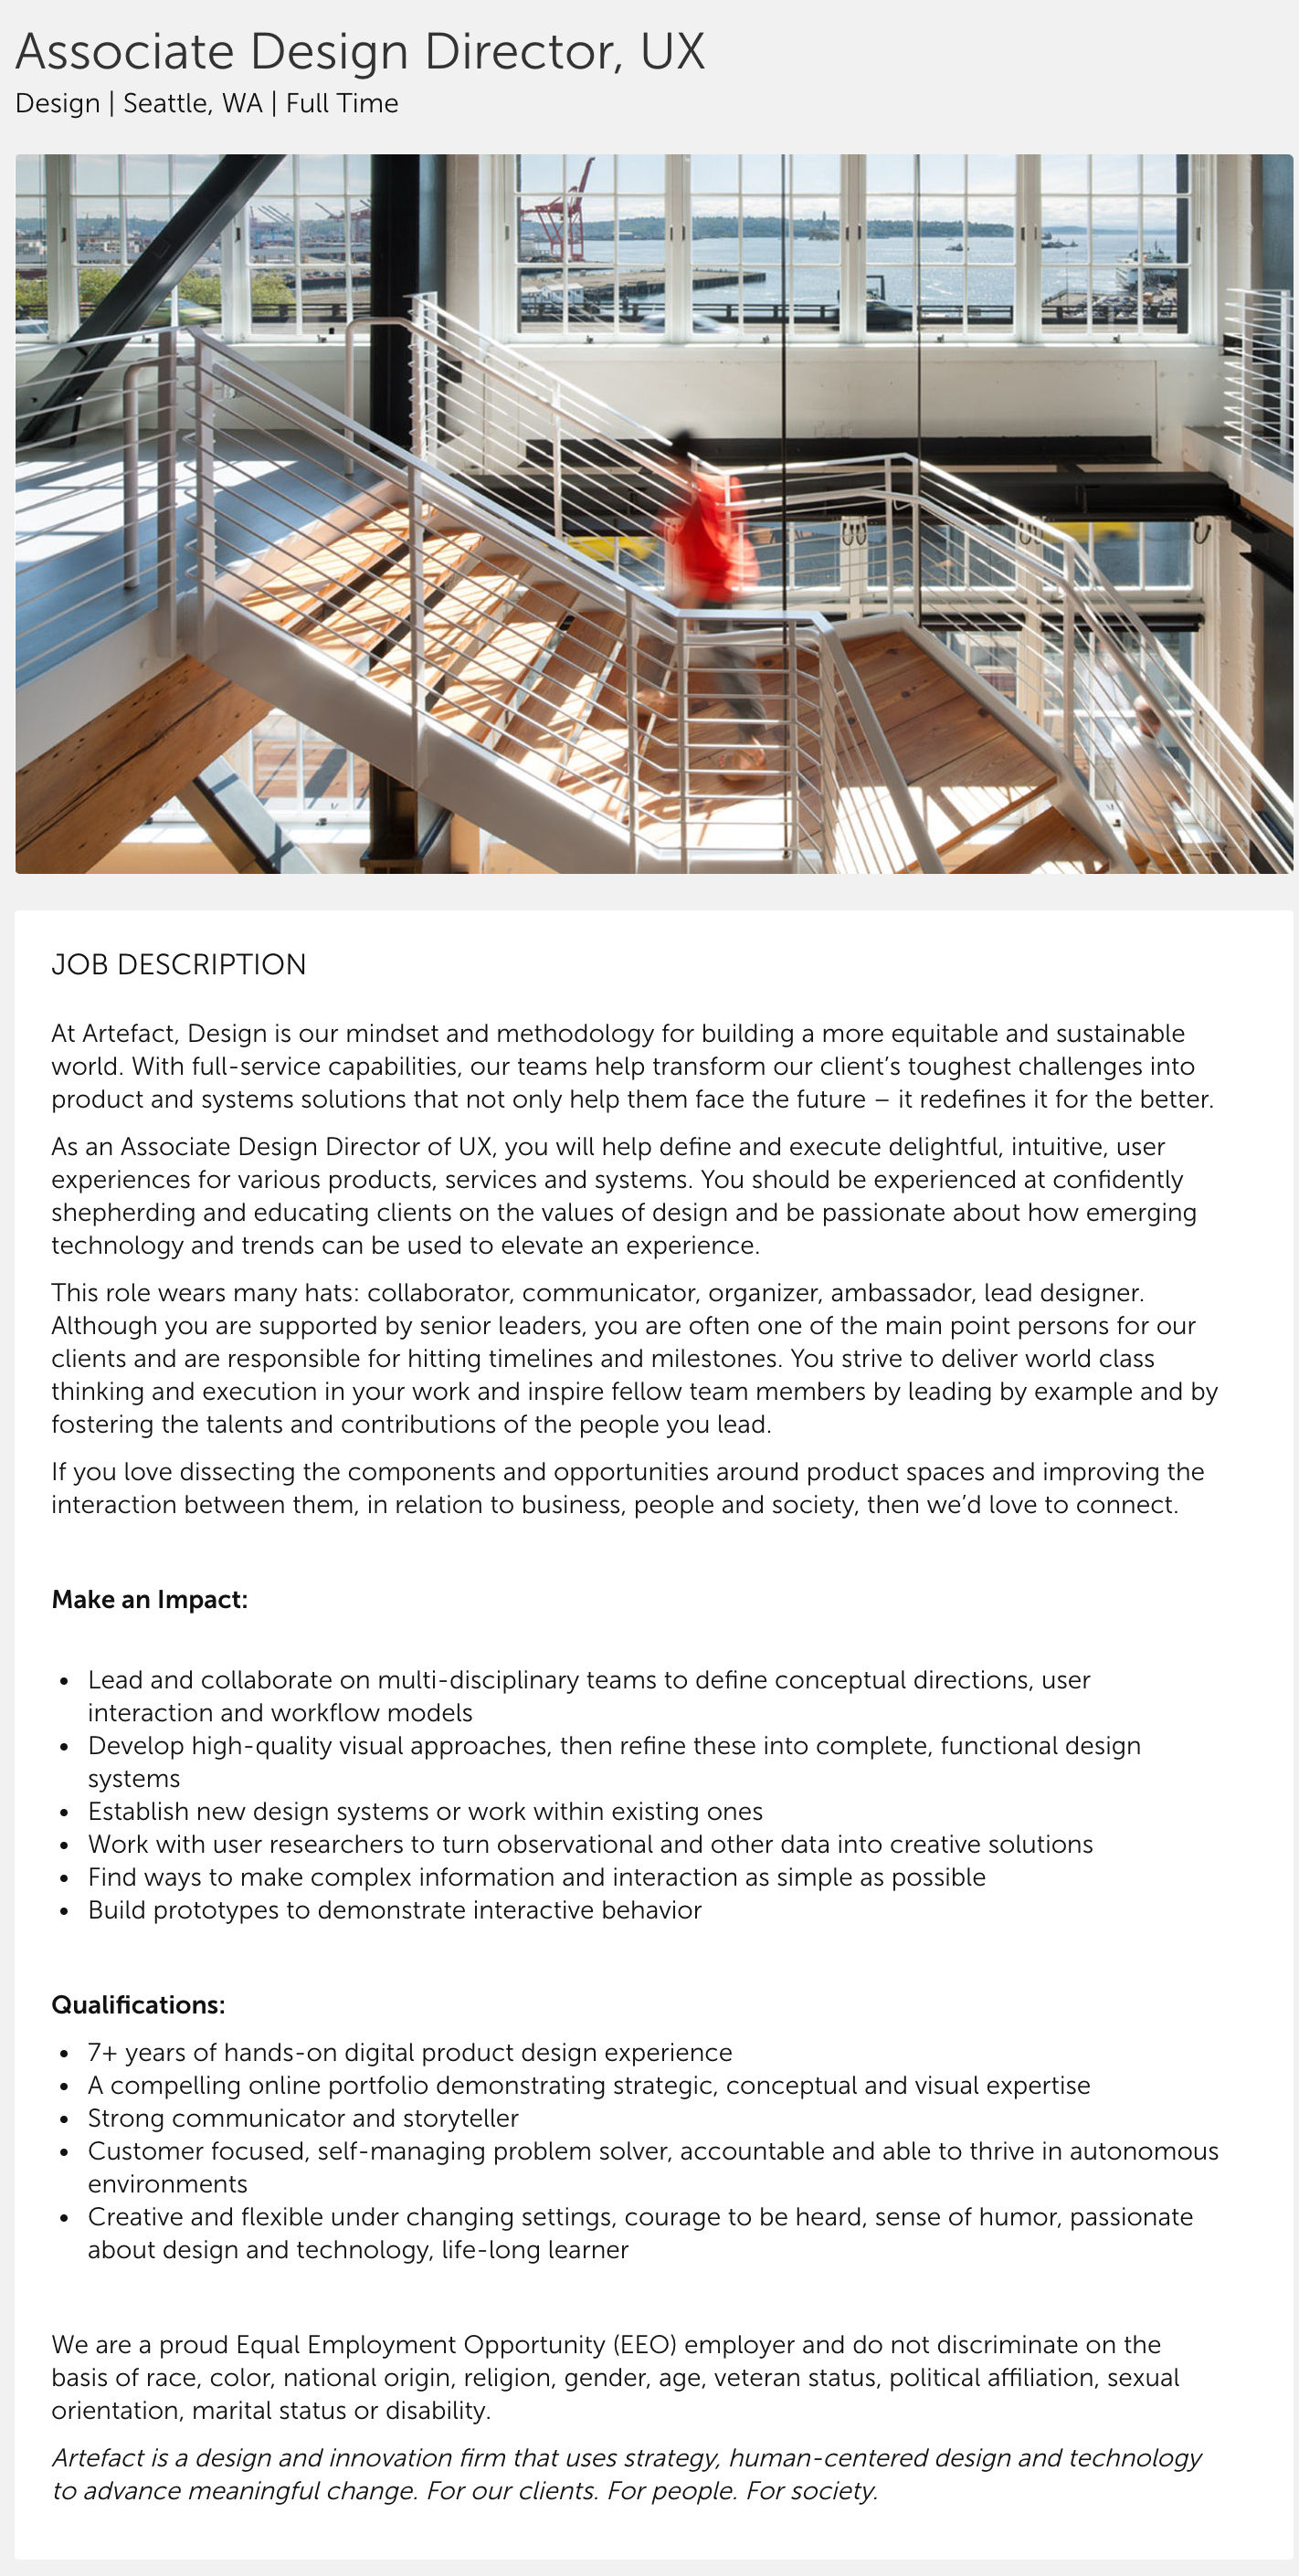 Associate Design Director, UX
Design | Seattle, WA | Full Time
JOB DESCRIPTION
At Artefact, Design is our mindset and methodology for building a more equitable and sustainable
world. With full-service capabilities, our teams help transform our client’s toughest challenges into
product and systems solutions that not only help them face the future – it redefines it for the better.
As an Associate Design Director of UX, you will help define and execute delightful, intuitive, user
experiences for various products, services and systems. You should be experienced at confidently
shepherding and educating clients on the values of design and be passionate about how emerging
technology and trends can be used to elevate an experience.
This role wears many hats: collaborator, communicator, organizer, ambassador, lead designer.
Although you are supported by senior leaders, you are often one of the main point persons for our
clients and are responsible for hitting timelines and milestones. You strive to deliver world class
thinking and execution in your work and inspire fellow team members by leading by example and by
fostering the talents and contributions of the people you lead.
If you love dissecting the components and opportunities around product spaces and improving the
interaction between them, in relation to business, people and society, then we’d love to connect.
Make an Impact:
• Lead and collaborate on multi-disciplinary teams to define conceptual directions, user
interaction and workflow models
• Develop high-quality visual approaches, then refine these into complete, functional design
systems
• Establish new design systems or work within existing ones
• Work with user researchers to turn observational and other data into creative solutions
• Find ways to make complex information and interaction as simple as possible
• Build prototypes to demonstrate interactive behavior
Qualifications:
• 7+ years of hands-on digital product design experience
• A compelling online portfolio demonstrating strategic, conceptual and visual expertise
• Strong communicator and storyteller
• Customer focused, self-managing problem solver, accountable and able to thrive in autonomous
environments
• Creative and flexible under changing settings, courage to be heard, sense of humor, passionate
about design and technology, life-long learner
We are a proud Equal Employment Opportunity (EEO) employer and do not discriminate on the
basis of race, color, national origin, religion, gender, age, veteran status, political affiliation, sexual
orientation, marital status or disability.
Artefact is a design and innovation firm that uses strategy, human-centered design and technology
to advance meaningful change. For our clients. For people. For society.